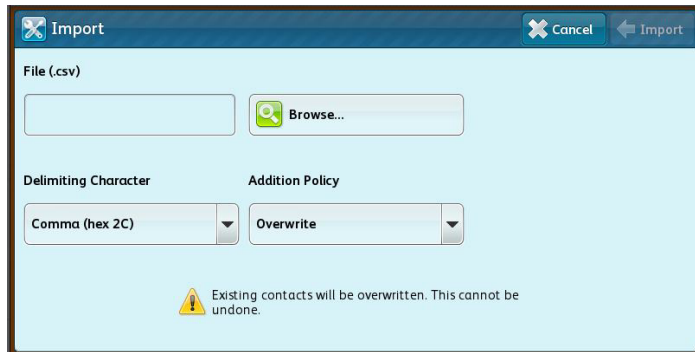 Import
Cancel
Import
File (.csv)
Browse...
Delimiting Character
Addition Policy
Comma (hex 2C)
Overwrite
Existing contacts will be overwritten. This cannot be
undone.